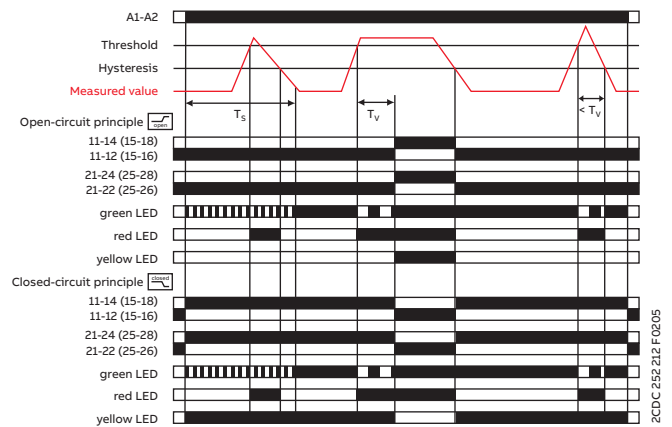 A1-A2
Threshold
Hysteresis
Measured value
Ts
Tv
< Tv
Open-circuit principle open
11-14 (15-18)
11-12 (15-16)
21-24 (25-28)
21-22 (25-26)
green LED
red LED
yellow LED
Closed-circuit principle closed
11-14 (15-18)
11-12 (15-16)
21-24 (25-28)
21-22 (25-26)
green LED
red LED
yellow LED
2CDC 252 212 F0205